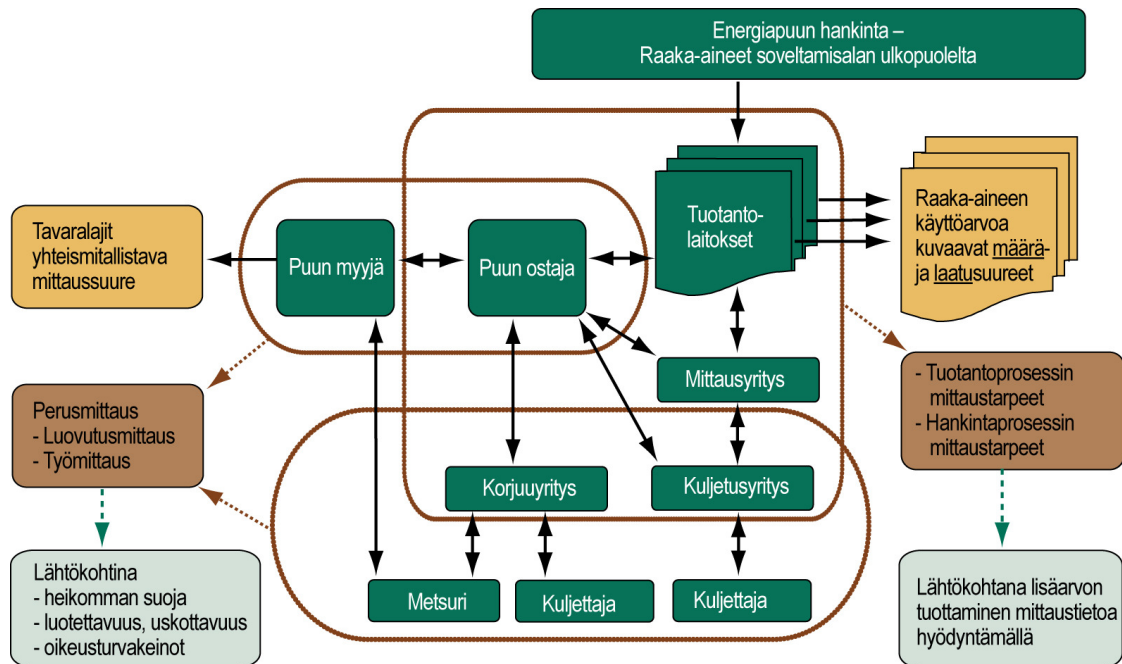 Energiapuun hankinta –
Raaka-aineet soveltamisalan ulkopuolelta
Tavaralajit
yhteismitallistava
mittaussuure
Puun myyjä
Puun ostaja
Tuotanto-
laitokset
Raaka-aineen
käyttöarvoa
kuvaavat määrä-
ja laatusuureet
Mittausyritys
Perusmittaus
- Luovutusmittaus
- Työmittaus
- Tuotantoprosessin
mittaustarpeet
- Hankintaprosessin
mittaustarpeet
Korjuuyritys
Kuljetusyritys
Lähtökohtina
- heikomman suoja
- luotettavuus, uskottavuus
- oikeusturvakeinot
Metsuri
Kuljettaja
Kuljettaja
Lähtökohtana lisäarvon
tuottaminen mittaustietoa
hyödyntämällä